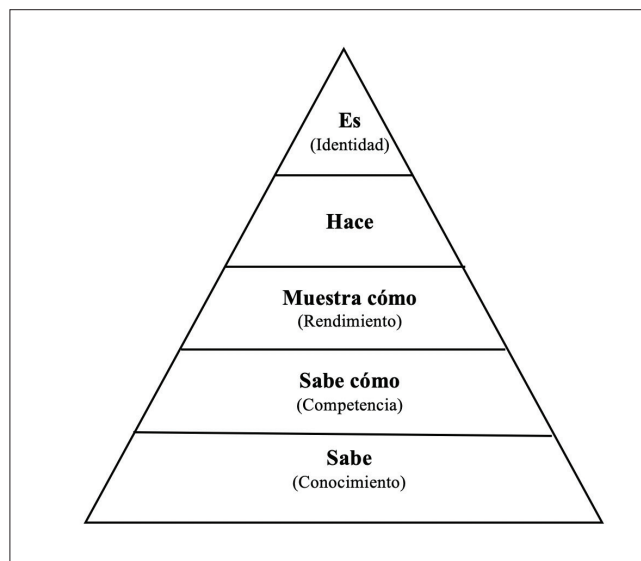 Es
(Identidad)
Hace
Muestra cómo
(Rendimiento)
Sabe cómo
(Competencia)
Sabe
(Conocimiento)